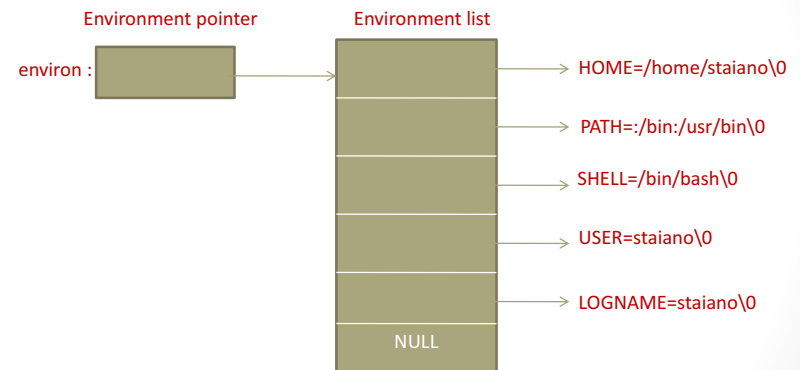 Environment pointer
Environment list
environ :
HOME=/home/staiano\0
PATH=:/bin:/usr/bin\0
SHELL=/bin/bash\0
USER=staiano\0
LOGNAME=staiano\0
NULL